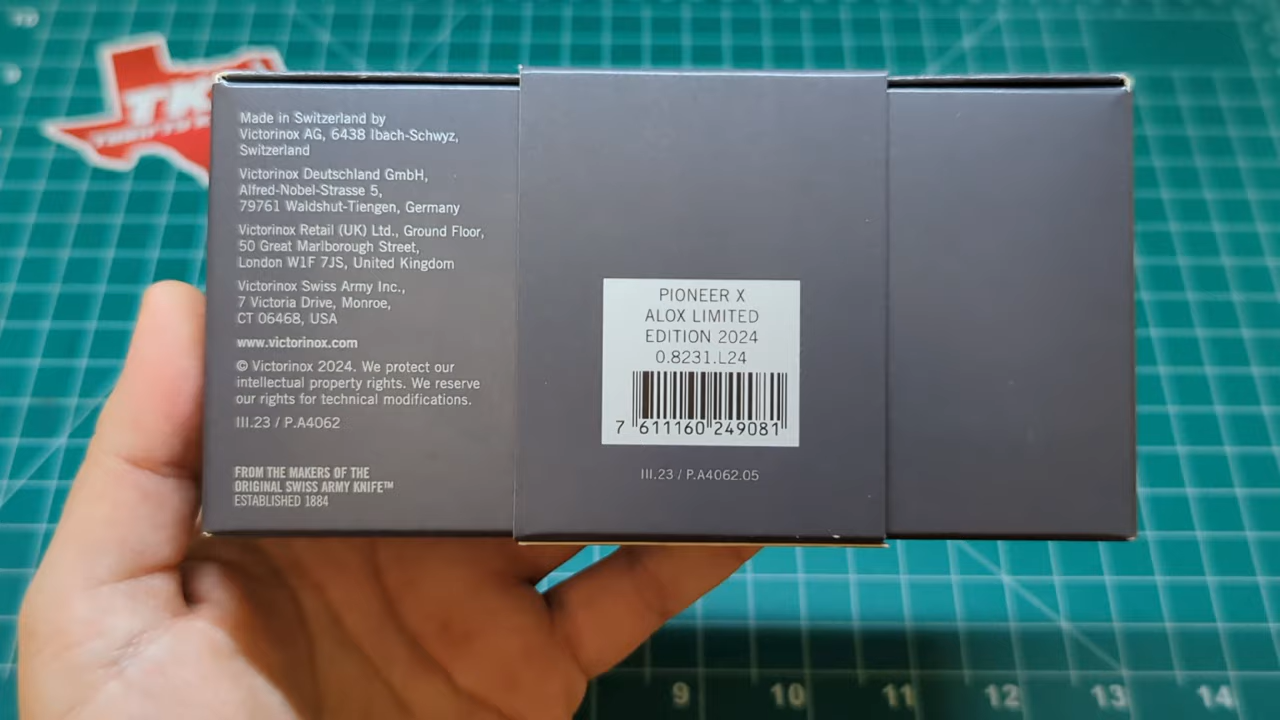 TK
Made in Switzerland by
Victorinox AG, 6438 Ibach-Schwyz,
Switzerland
Victorinox Deutschland GmbH,
Alfred-Nobel-Strasse 5,
79761 Waldshut-Tiengen, Germany
Victorinox Retail (UK) Ltd., Ground Floor,
50 Great Marlborough Street,
London W1F 7JS, United Kingdom
Victorinox Swiss Army Inc.,
7 Victoria Drive, Monroe,
CT 06468, USA
www.victorinox.com
© Victorinox 2024. We protect our
intellectual property rights. We reserve
our rights for technical modifications.
III.23 / P.A4062
FROM THE MAKERS OF THE
ORIGINAL SWISS ARMY KNIFE™
ESTABLISHED 1884
PIONEER X
ALOX LIMITED
EDITION 2024
0.8231.L24
7 611160 249081
III.23 / P.A4062.05
9 10 11 12 13 14